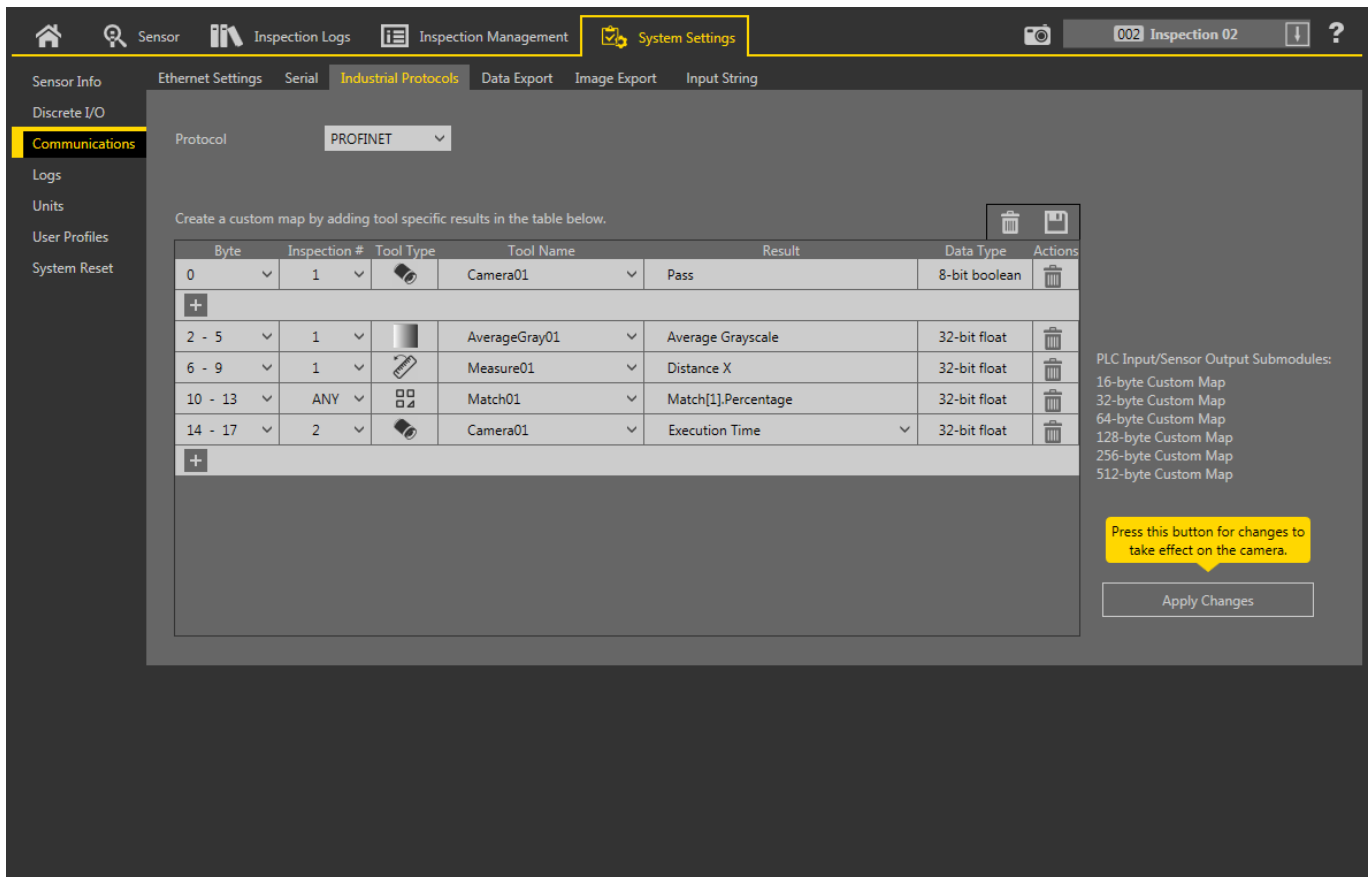 Sensor
Inspection Logs
Inspection Management
System Settings
002 Inspection 02
?
Sensor Info
Discrete I/O
Communications
Logs
Units
User Profiles
System Reset
Ethernet Settings Serial Industrial Protocols Data Export Image Export Input String
Protocol PROFINET
Create a custom map by adding tool specific results in the table below.
Byte Inspection # Tool Type Tool Name Result Data Type Actions
0 1 Camera01 Pass 8-bit boolean
+
2 - 5 1 AverageGray01 Average Grayscale 32-bit float
6 - 9 1 Measure01 Distance X 32-bit float
10 - 13 ANY Match01 Match[1].Percentage 32-bit float
14 - 17 2 Camera01 Execution Time 32-bit float
+
PLC Input/Sensor Output Submodules:
16-byte Custom Map
32-byte Custom Map
64-byte Custom Map
128-byte Custom Map
256-byte Custom Map
512-byte Custom Map
Press this button for changes to
take effect on the camera.
Apply Changes